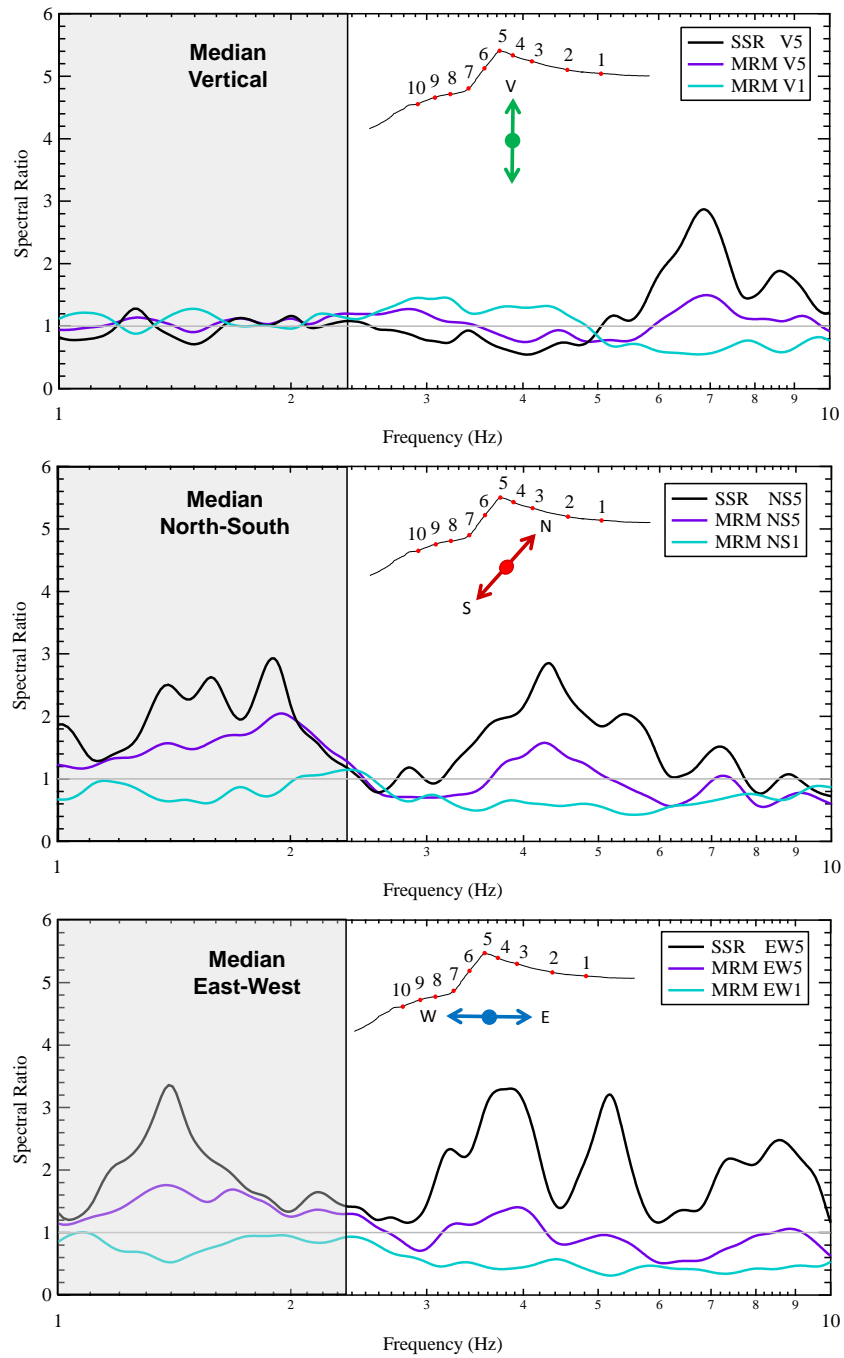 Median
Vertical
SSR V5
MRM V5
MRM V1
5
6 4
3
7 2
1
10 9 8
V
6
5
4
3
2
1
0
Spectral Ratio
1 2 3 4 5 6 7 8 9 10
Frequency (Hz)
Median
North-South
SSR NS5
MRM NS5
MRM NS1
5
6 4
3
7 2
1
10 9 8
N
S
6
5
4
3
2
1
0
Spectral Ratio
1 2 3 4 5 6 7 8 9 10
Frequency (Hz)
Median
East-West
SSR EW5
MRM EW5
MRM EW1
5
6 4
3
7 2
1
10 9 8
W E
6
5
4
3
2
1
0
Spectral Ratio
1 2 3 4 5 6 7 8 9 10
Frequency (Hz)